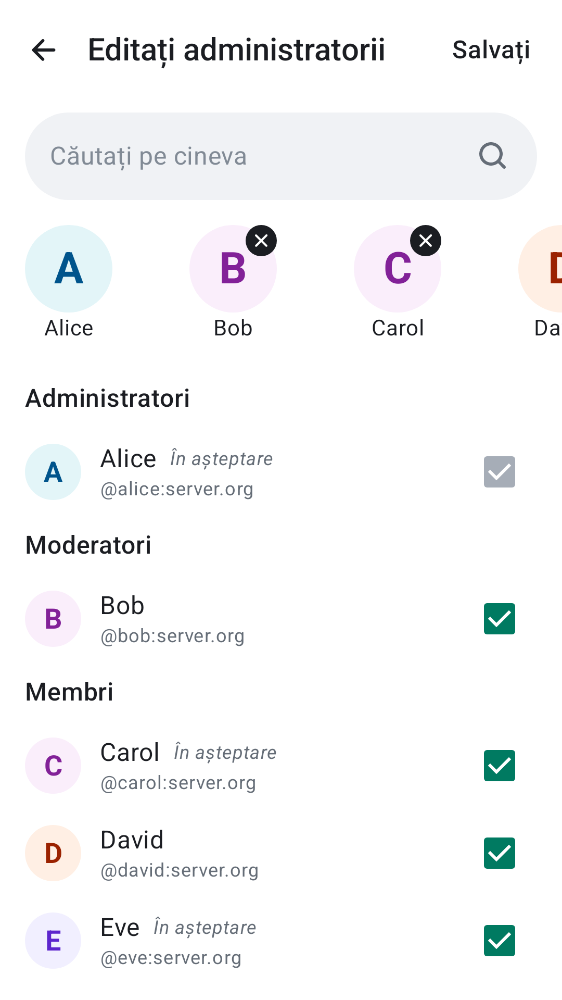 Editați administratorii
Salvați
Căutați pe cineva
A
B
C
D
Alice
Bob
Carol
Da
Administratori
A
Alice În așteptare
@alice:server.org
Moderatori
B
Bob
@bob:server.org
Membri
C
Carol În așteptare
@carol:server.org
D
David
@david:server.org
E
Eve În așteptare
@eve:server.org